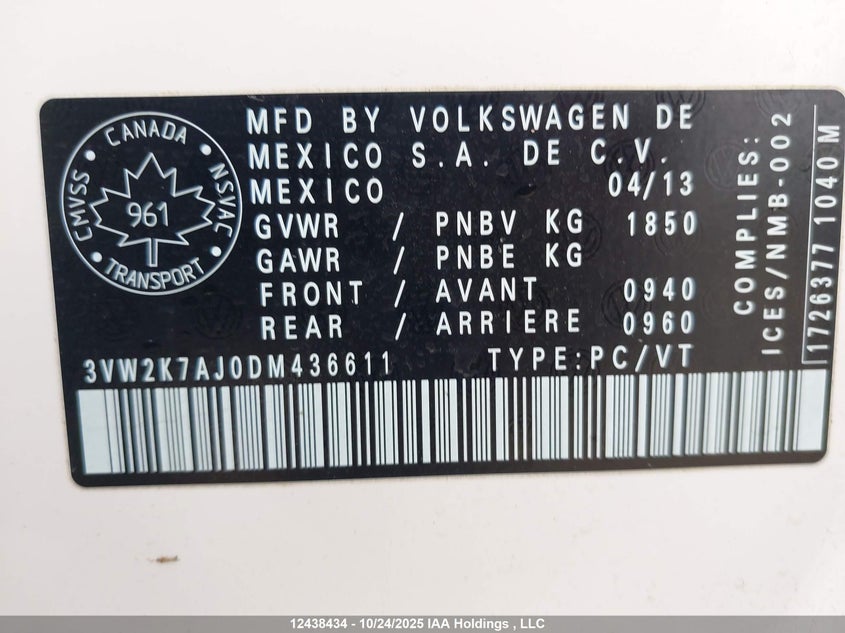 CANADA
CMVSS • NSVAC
961
• TRANSPORT •
MFD BY VOLKSWAGEN DE
MEXICO S.A. DE C.V.
MEXICO 04/13
GVWR / PNBV KG 1850
GAWR / PNBE KG
FRONT / AVANT 0940
REAR / ARRIERE 0960
3VW2K7AJ0DM436611 TYPE:PC/VT
COMPLIES:
ICES/NMB-002
1726377 1040 M
12438434 - 10/24/2025 IAA Holdings , LLC